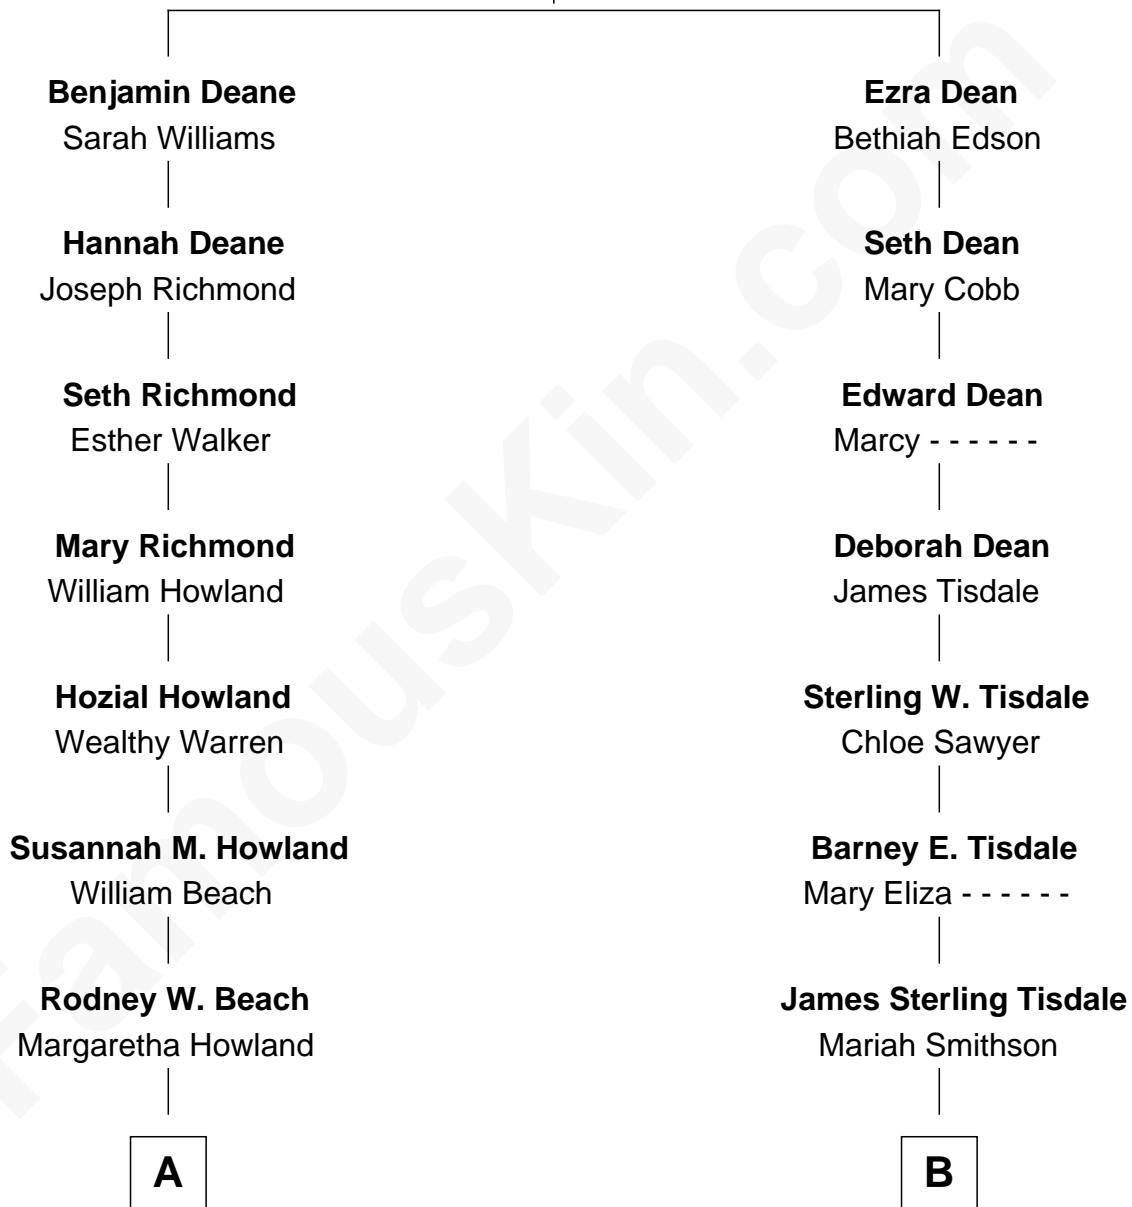 Benjamin Deane
Sarah Williams
Hannah Deane
Joseph Richmond
Seth Richmond
Esther Walker
Mary Richmond
William Howland
Hozial Howland
Wealthy Warren
Susannah M. Howland
William Beach
Rodney W. Beach
Margaretha Howland
A
Ezra Dean
Bethiah Edson
Seth Dean
Mary Cobb
Edward Dean
Marcy - - - - - -
Deborah Dean
James Tisdale
Sterling W. Tisdale
Chloe Sawyer
Barney E. Tisdale
Mary Eliza - - - - - -
James Sterling Tisdale
Mariah Smithson
B
FamousKin.com